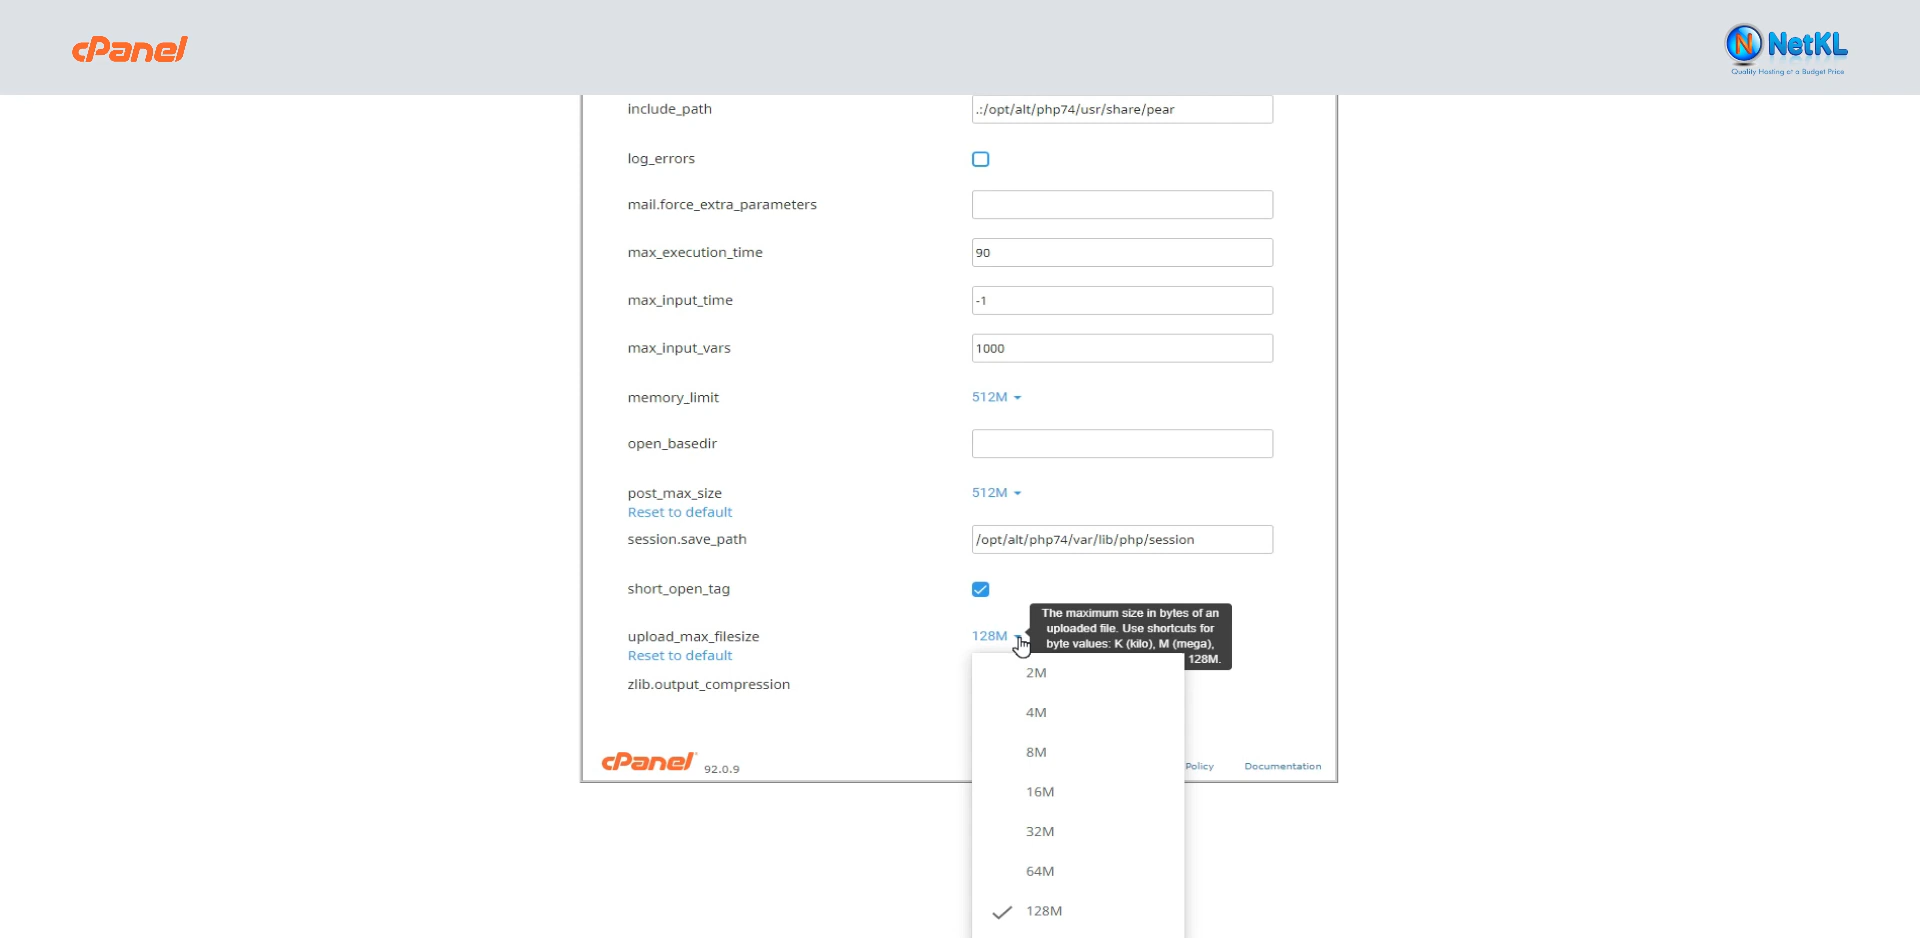 cPanel
NetKL
Quality Hosting at a Budget Price
include_path .:/opt/alt/php74/usr/share/pear
log_errors
mail.force_extra_parameters
max_execution_time 90
max_input_time -1
max_input_vars 1000
memory_limit 512M
open_basedir
post_max_size 512M
Reset to default
session.save_path /opt/alt/php74/var/lib/php/session
short_open_tag
The maximum size in bytes of an
uploaded file. Use shortcuts for
byte values: K (kilo), M (mega),
128M.
upload_max_filesize 128M
Reset to default
zlib.output_compression
2M
4M
8M
16M
32M
64M
128M
cPanel 92.0.9
Policy Documentation